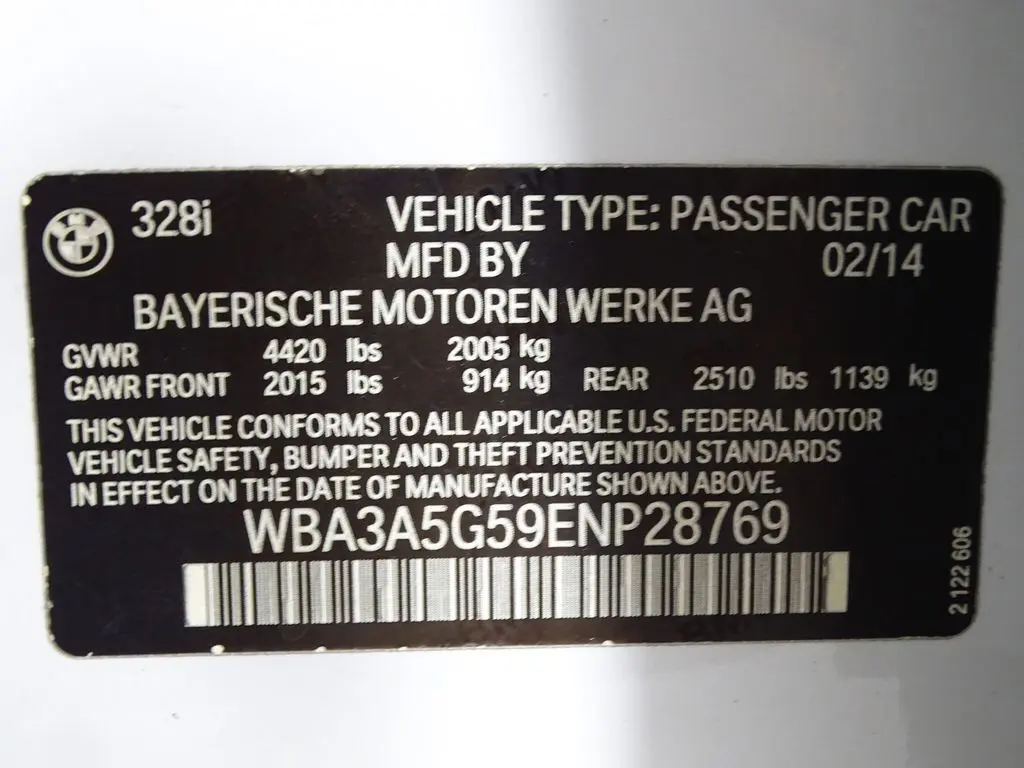 328i VEHICLE TYPE: PASSENGER CAR
MFD BY 02/14
BAYERISCHE MOTOREN WERKE AG
GVWR 4420 lbs 2005 kg
GAWR FRONT 2015 lbs 914 kg REAR 2510 lbs 1139 kg
THIS VEHICLE CONFORMS TO ALL APPLICABLE U.S. FEDERAL MOTOR
VEHICLE SAFETY, BUMPER AND THEFT PREVENTION STANDARDS
IN EFFECT ON THE DATE OF MANUFACTURE SHOWN ABOVE.
WBA3A5G59ENP28769
2 122 606